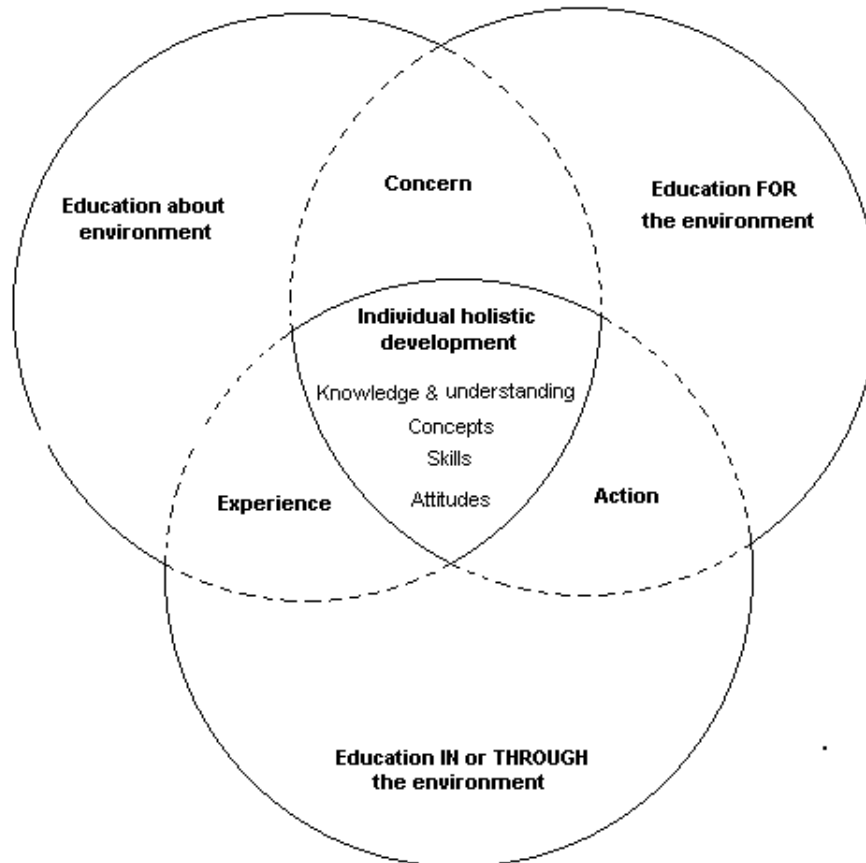 Concern
Education about
environment
Education FOR
the environment
Individual holistic
development
Knowledge & understanding
Concepts
Skills
Attitudes
Experience
Action
Education IN or THROUGH
the environment